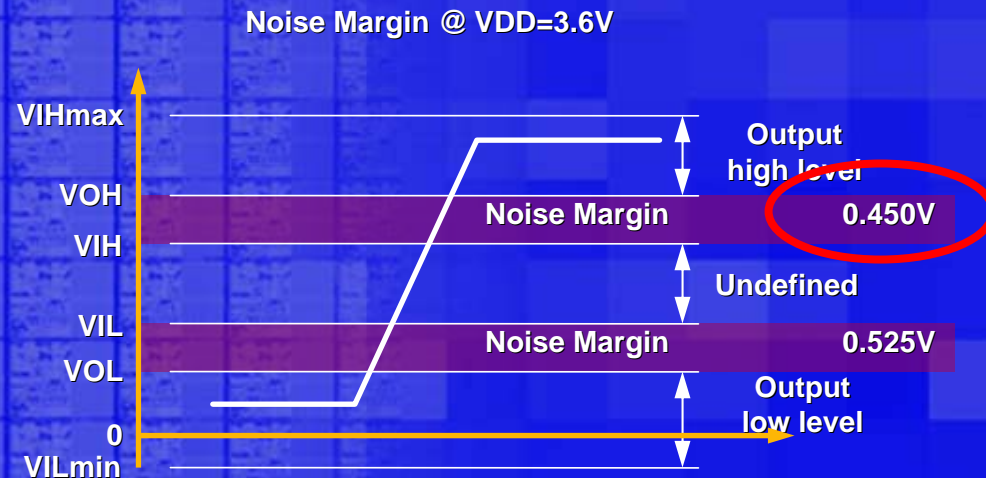 Noise Margin @ VDD=3.6V
VIHmax
Output
high level
VOH
Noise Margin 0.450V
VIH
Undefined
VIL
Noise Margin 0.525V
VOL
Output
low level
0
VILmin